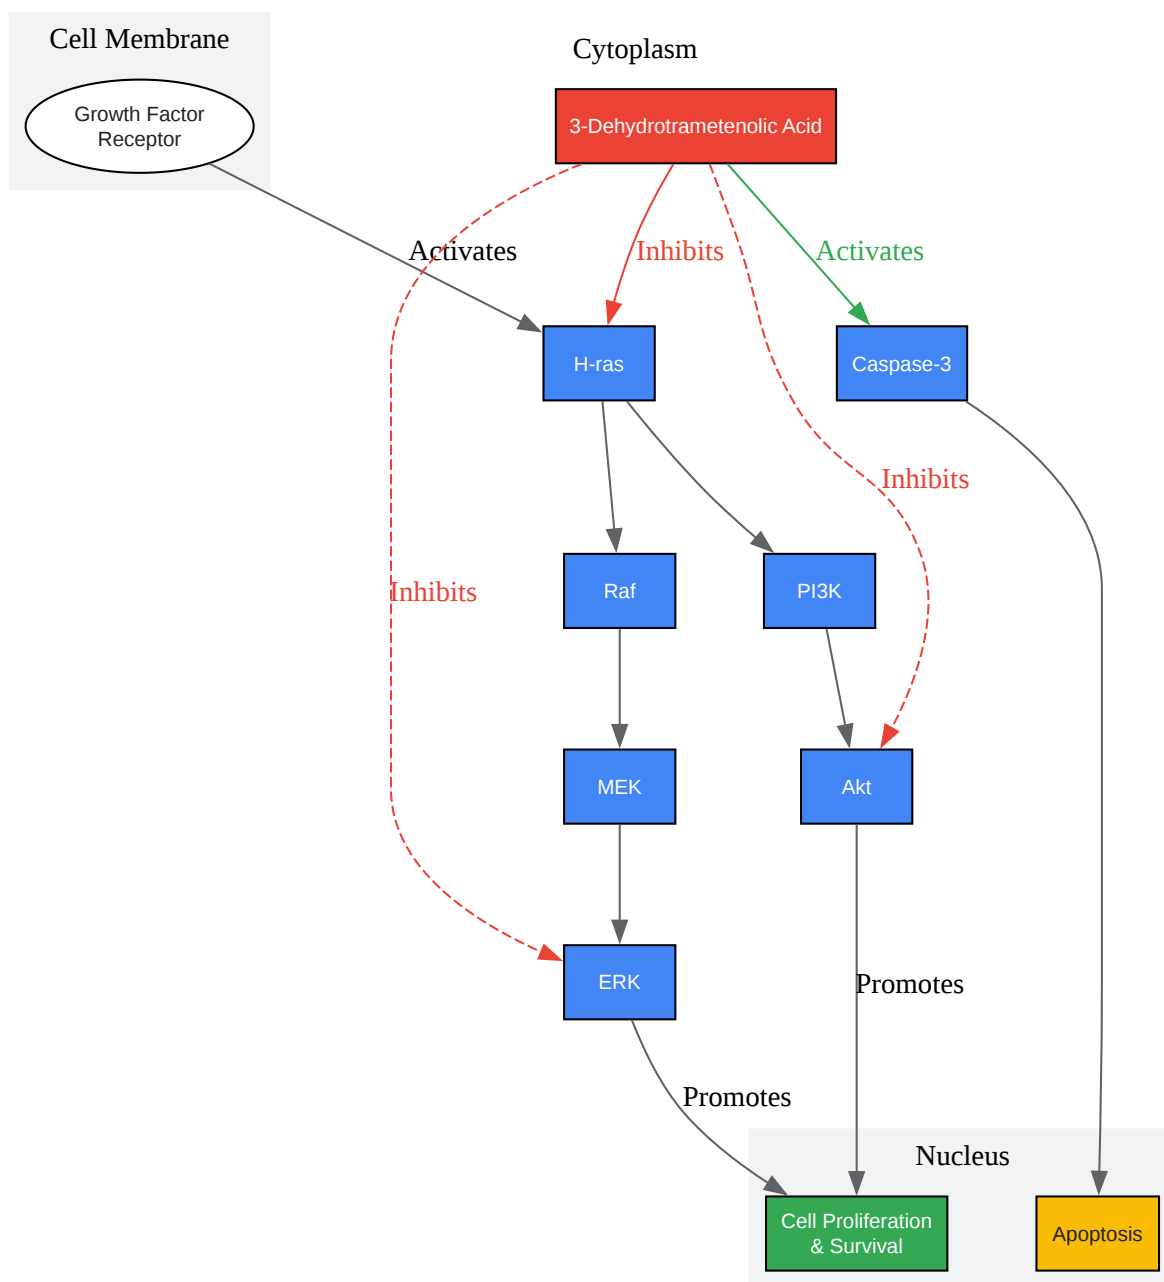 Cell Membrane
Cytoplasm
Growth Factor
Receptor
3-Dehydrotrametenolic Acid
Activates
Inhibits
Activates
H-ras
Caspase-3
Inhibits
Inhibits
Raf
PI3K
MEK
Akt
ERK
Promotes
Promotes
Nucleus
Cell Proliferation
& Survival
Apoptosis